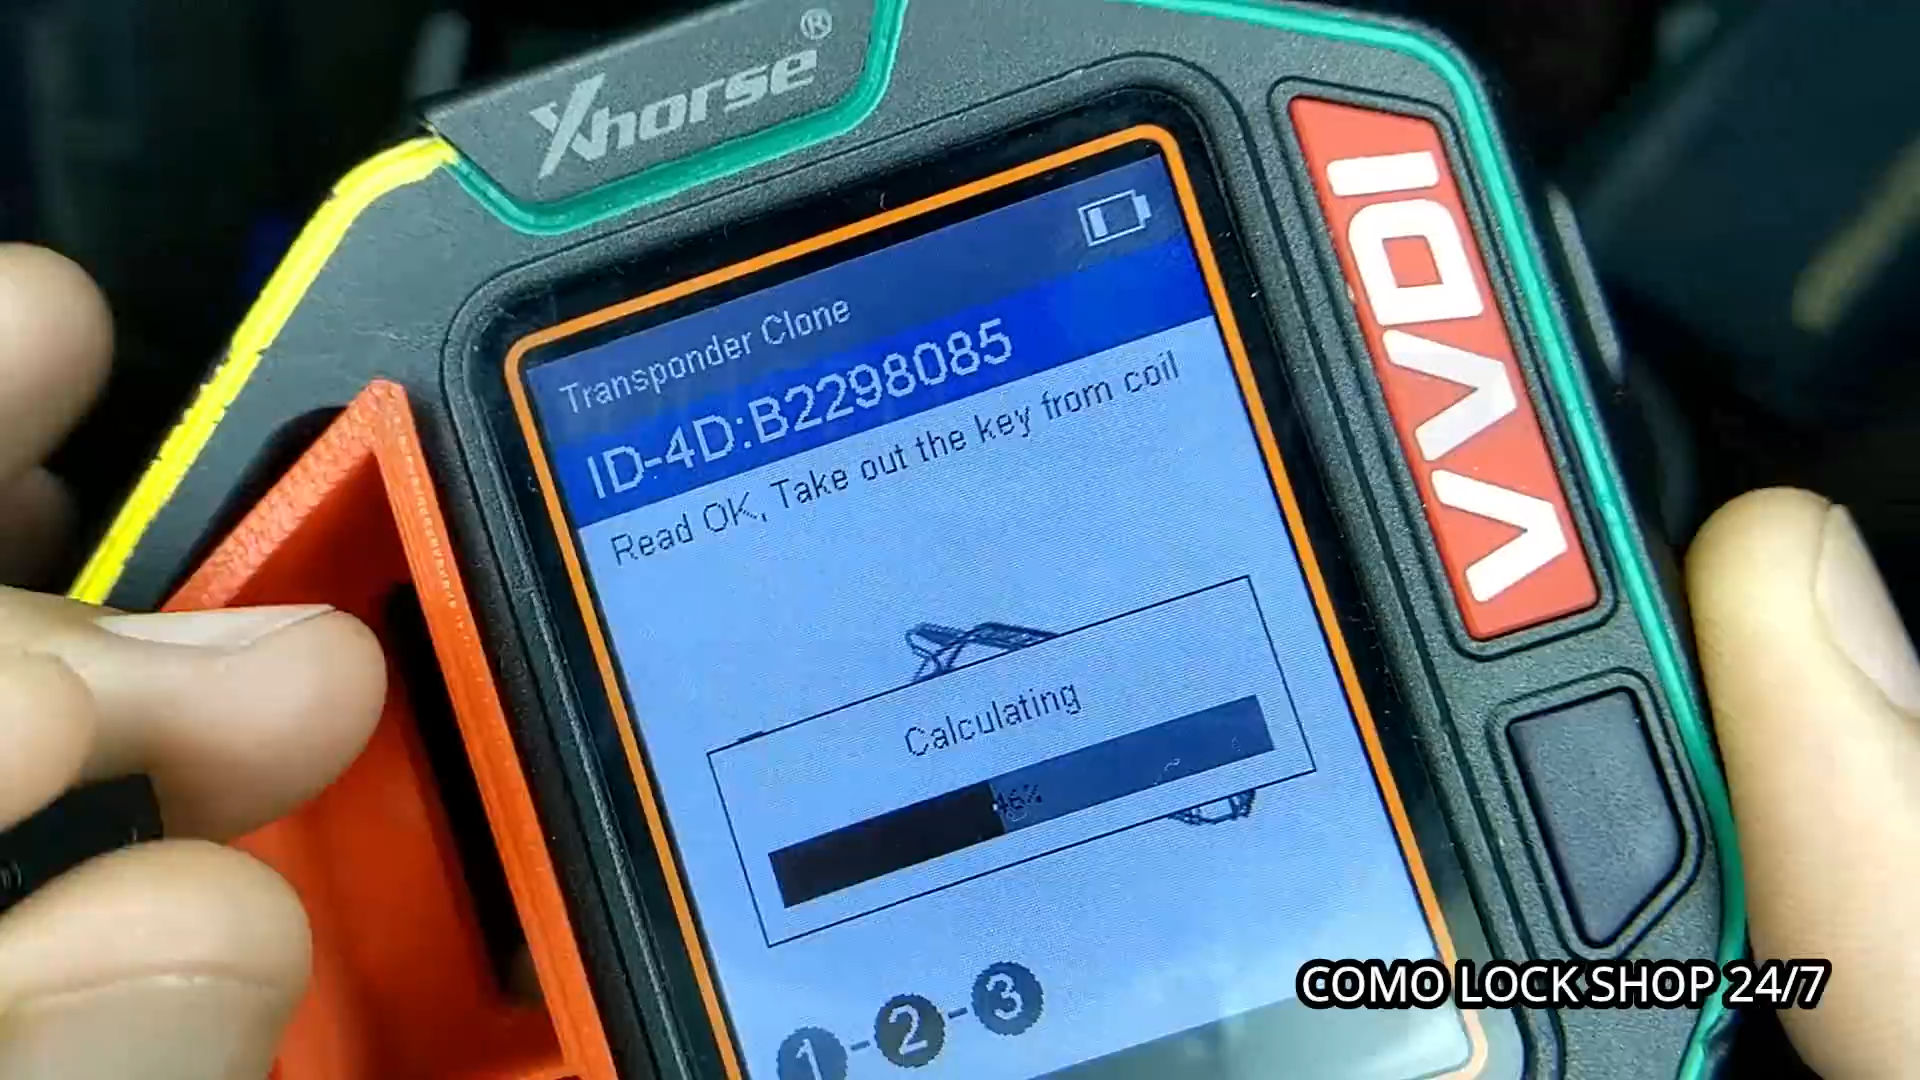 Xhorse®
VVDI
Transponder Clone
ID-4D:B2298085
Read OK, Take out the key from coil
Calculating
46%
1-2-3
COMO LOCK SHOP 24/7